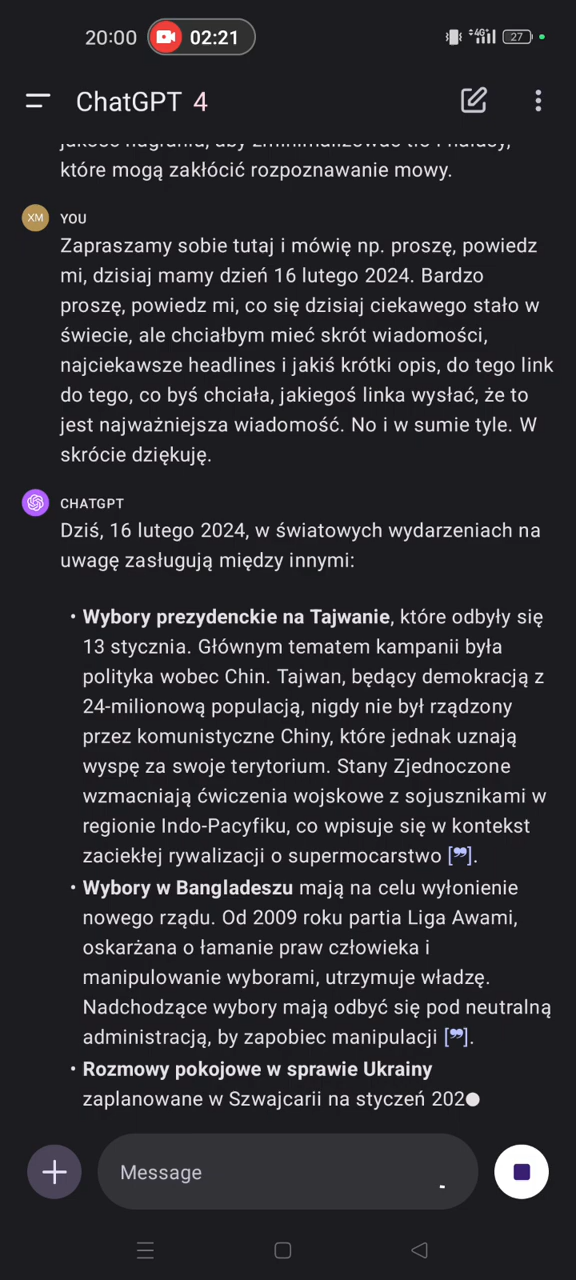 20:00 02:21 4G 27
ChatGPT 4
jakość nagrania, aby zminimalizować tło i hałasy,
które mogą zakłócić rozpoznawanie mowy.
XM YOU
Zapraszamy sobie tutaj i mówię np. proszę, powiedz
mi, dzisiaj mamy dzień 16 lutego 2024. Bardzo
proszę, powiedz mi, co się dzisiaj ciekawego stało w
świecie, ale chciałbym mieć skrót wiadomości,
najciekawsze headlines i jakiś krótki opis, do tego link
do tego, co byś chciała, jakiegoś linka wysłać, że to
jest najważniejsza wiadomość. No i w sumie tyle. W
skrócie dziękuję.
CHATGPT
Dziś, 16 lutego 2024, w światowych wydarzeniach na
uwagę zasługują między innymi:
• Wybory prezydenckie na Tajwanie, które odbyły się
13 stycznia. Głównym tematem kampanii była
polityka wobec Chin. Tajwan, będący demokracją z
24-milionową populacją, nigdy nie był rządzony
przez komunistyczne Chiny, które jednak uznają
wyspę za swoje terytorium. Stany Zjednoczone
wzmacniają ćwiczenia wojskowe z sojusznikami w
regionie Indo-Pacyfiku, co wpisuje się w kontekst
zaciekłej rywalizacji o supermocarstwo [❞].
• Wybory w Bangladeszu mają na celu wyłonienie
nowego rządu. Od 2009 roku partia Liga Awami,
oskarżana o łamanie praw człowieka i
manipulowanie wyborami, utrzymuje władzę.
Nadchodzące wybory mają odbyć się pod neutralną
administracją, by zapobiec manipulacji [❞].
• Rozmowy pokojowe w sprawie Ukrainy
zaplanowane w Szwajcarii na styczeń 202
Message